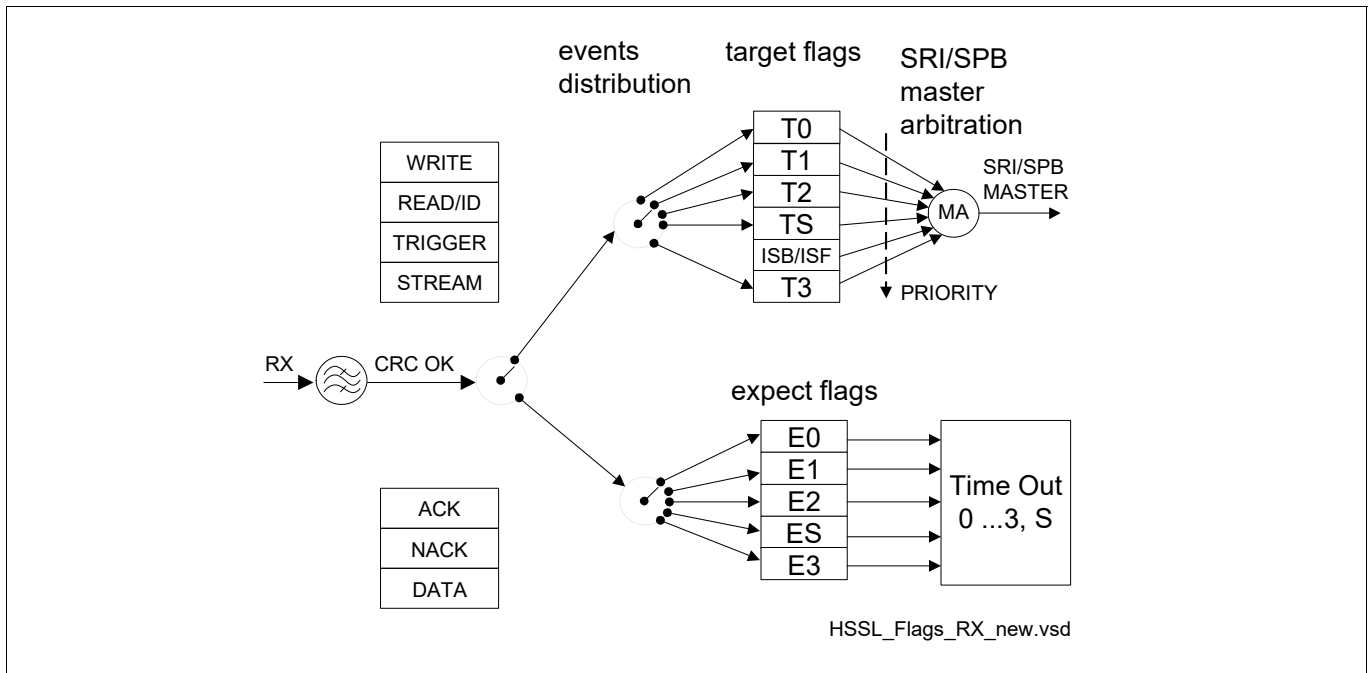 events
distribution
target flags
SRI/SPB
master
arbitration
WRITE
READ/ID
TRIGGER
STREAM
T0
T1
T2
TS
ISB/ISF
T3
SRI/SPB
MASTER
MA
PRIORITY
RX
CRC OK
expect flags
ACK
NACK
DATA
E0
E1
E2
ES
E3
Time Out
0 ...3, S
HSSL_Flags_RX_new.vsd